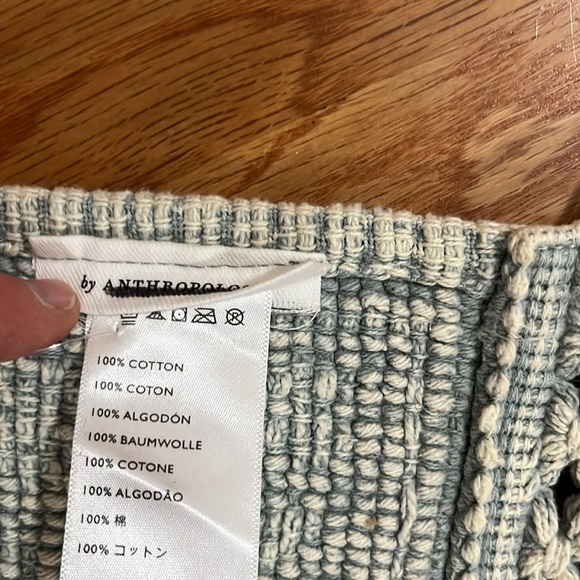 by ANTHROPOLO
100% COTTON
100% COTON
100% ALGODÓN
100% BAUMWOLLE
100% COTONE
100% ALGODÃO
100% 棉
100% コットン